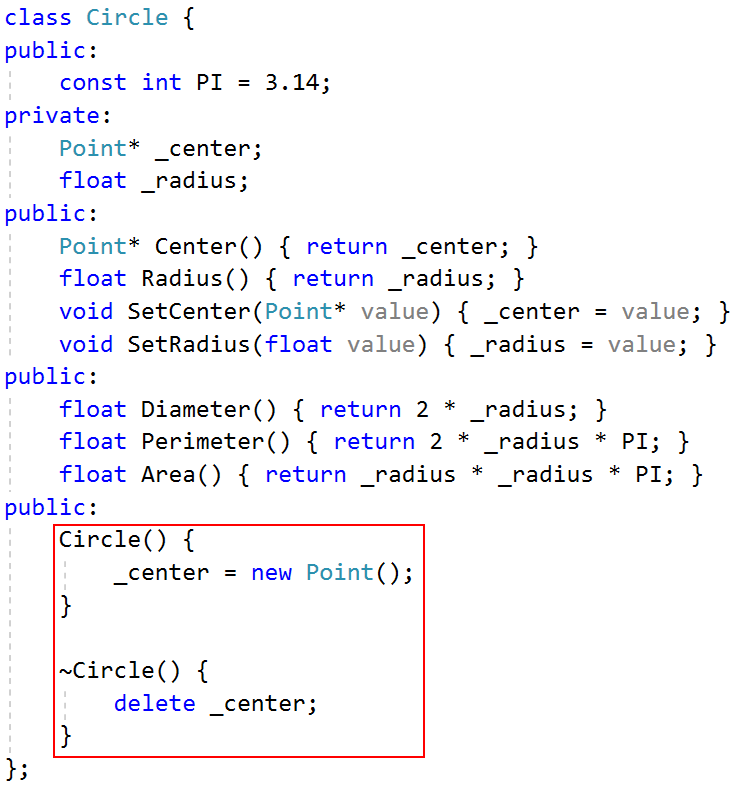 class Circle {
public:
    const int PI = 3.14;
private:
    Point* _center;
    float _radius;
public:
    Point* Center() { return _center; }
    float Radius() { return _radius; }
    void SetCenter(Point* value) { _center = value; }
    void SetRadius(float value) { _radius = value; }
public:
    float Diameter() { return 2 * _radius; }
    float Perimeter() { return 2 * _radius * PI; }
    float Area() { return _radius * _radius * PI; }
public:
    Circle() {
        _center = new Point();
    }

    ~Circle() {
        delete _center;
    }
};